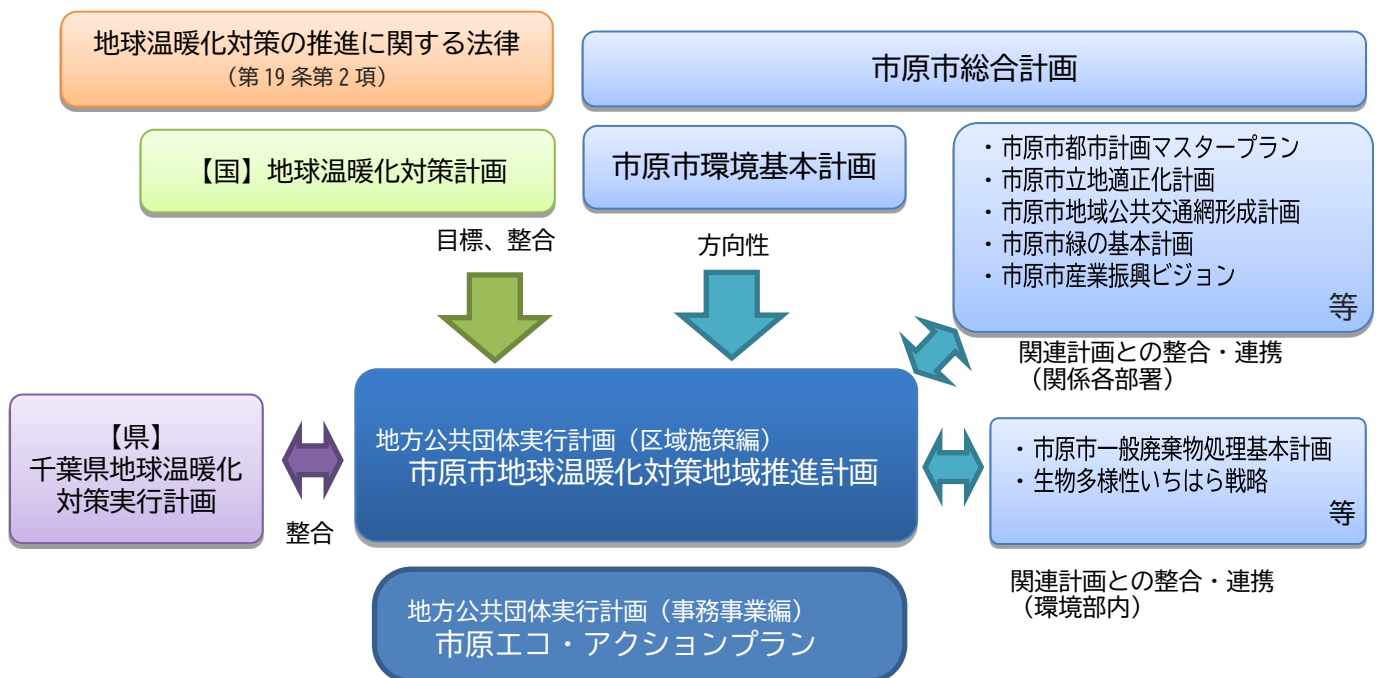 地球温暖化対策の推進に関する法律
（第19条第2項）
市原市総合計画
【国】地球温暖化対策計画
市原市環境基本計画
・市原市都市計画マスタープラン
・市原市立地適正化計画
・市原市地域公共交通網形成計画
・市原市緑の基本計画
・市原市産業振興ビジョン
等
目標、整合
方向性
関連計画との整合・連携
（関係各部署）
【県】
千葉県地球温暖化
対策実行計画
整合
地方公共団体実行計画（区域施策編）
市原市地球温暖化対策地域推進計画
・市原市一般廃棄物処理基本計画
・生物多様性いちはら戦略
等
関連計画との整合・連携
（環境部内）
地方公共団体実行計画（事務事業編）
市原エコ・アクションプラン